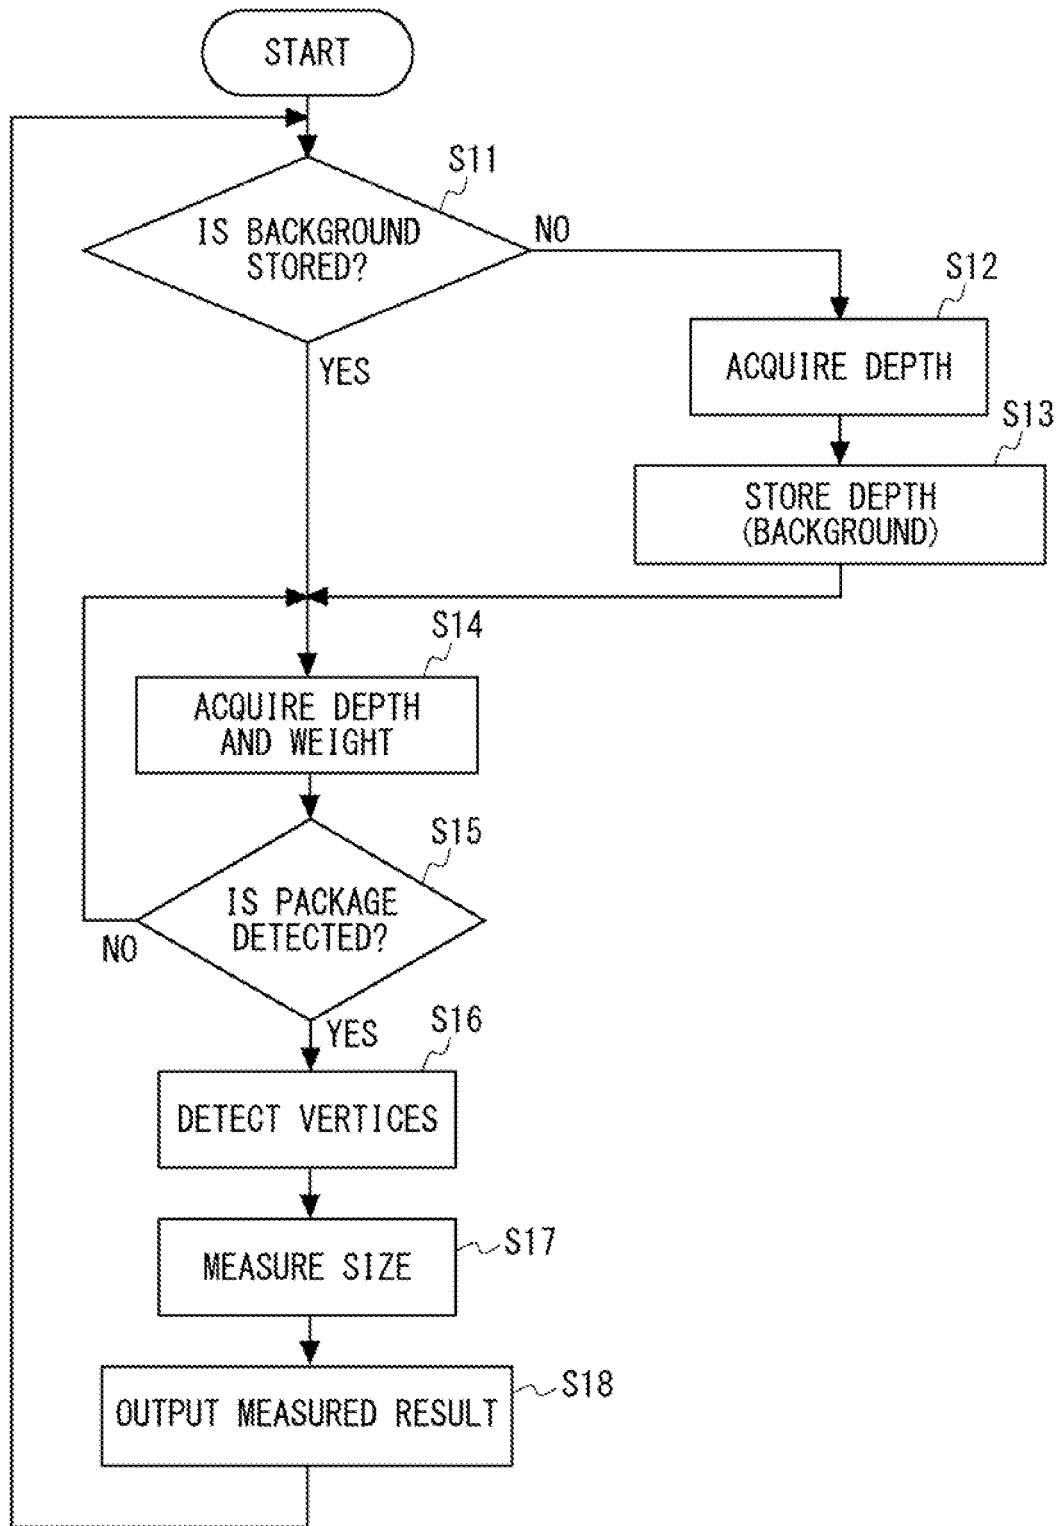 START
S11
IS BACKGROUND
STORED?
NO
YES
S12
ACQUIRE DEPTH
S13
STORE DEPTH
(BACKGROUND)
S14
ACQUIRE DEPTH
AND WEIGHT
S15
IS PACKAGE
DETECTED?
NO
YES
S16
DETECT VERTICES
S17
MEASURE SIZE
S18
OUTPUT MEASURED RESULT